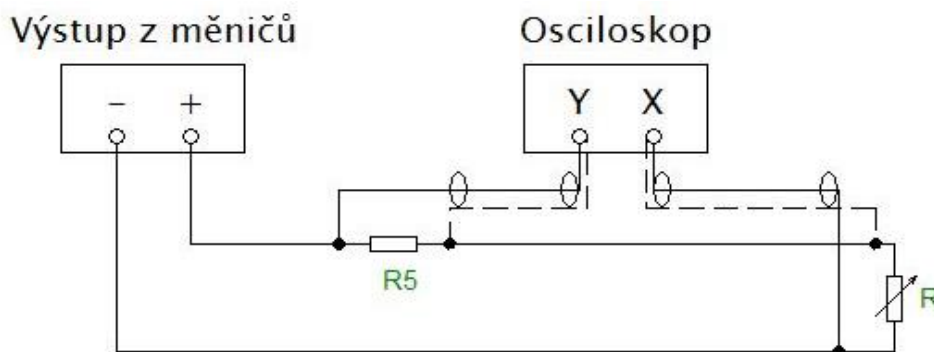 Výstup z měničů
Osciloskop
− +
Y X
R5
R